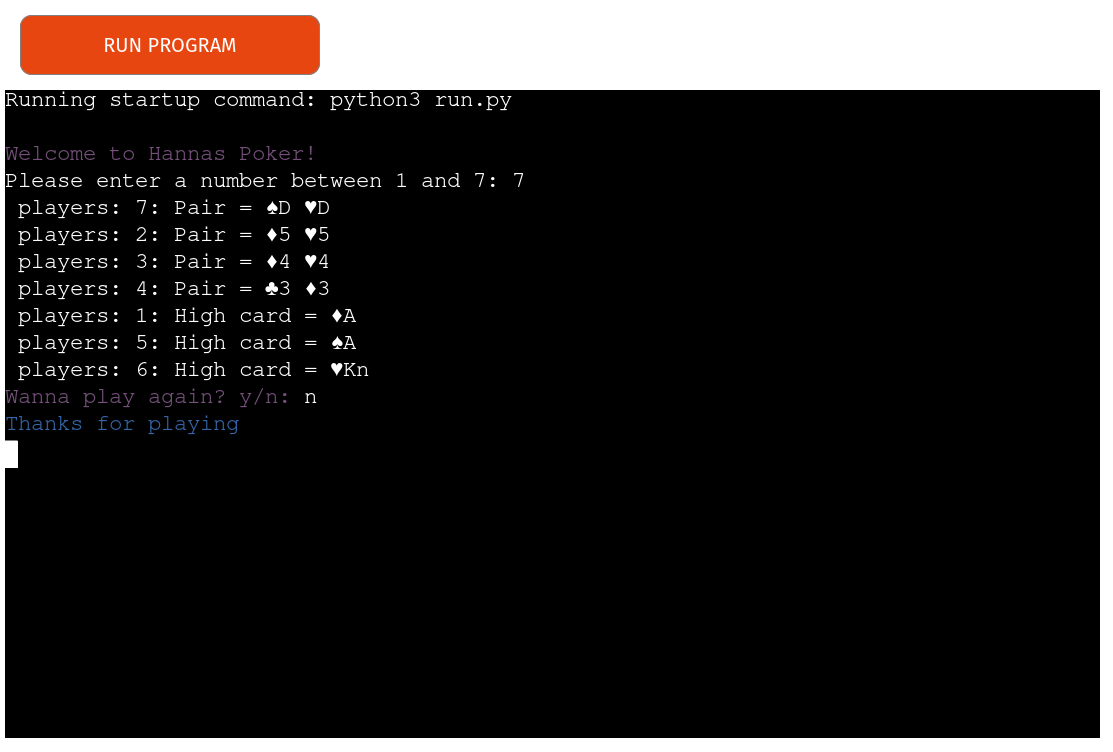 RUN PROGRAM
Running startup command: python3 run.py
Welcome to Hannas Poker!
Please enter a number between 1 and 7: 7
players: 7: Pair = ♠D ♥D
players: 2: Pair = ♦5 ♥5
players: 3: Pair = ♦4 ♥4
players: 4: Pair = ♣3 ♦3
players: 1: High card = ♦A
players: 5: High card = ♠A
players: 6: High card = ♥Kn
Wanna play again? y/n: n
Thanks for playing